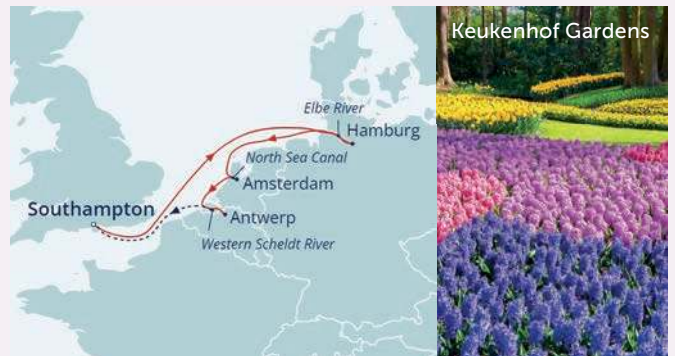 Keukenhof Gardens
Elbe River
Hamburg
North Sea Canal
Amsterdam
Southampton
Antwerp
Western Scheldt River